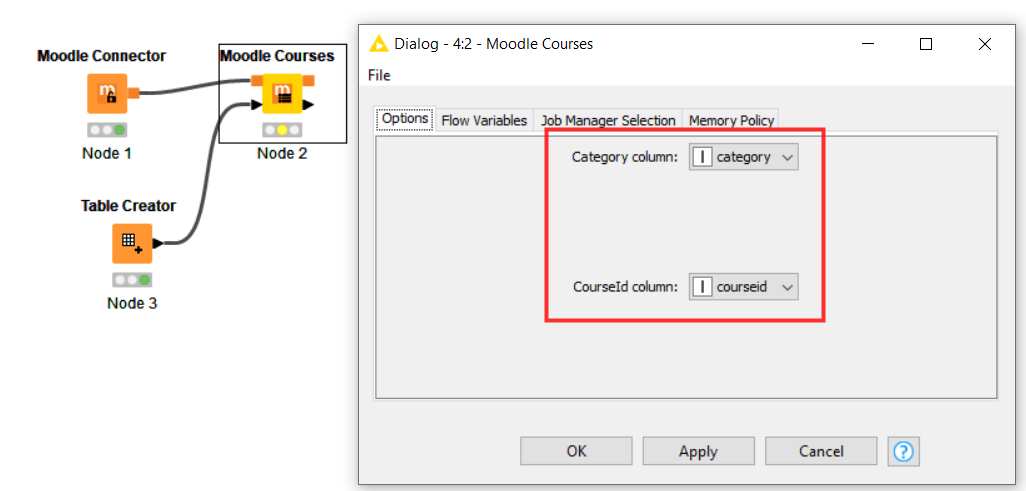 Moodle Connector
Node 1
Moodle Courses
Node 2
Table Creator
Node 3
Dialog - 4:2 - Moodle Courses
File
Options Flow Variables Job Manager Selection Memory Policy
Category column: I category
CourseId column: I courseid
OK Apply Cancel ?